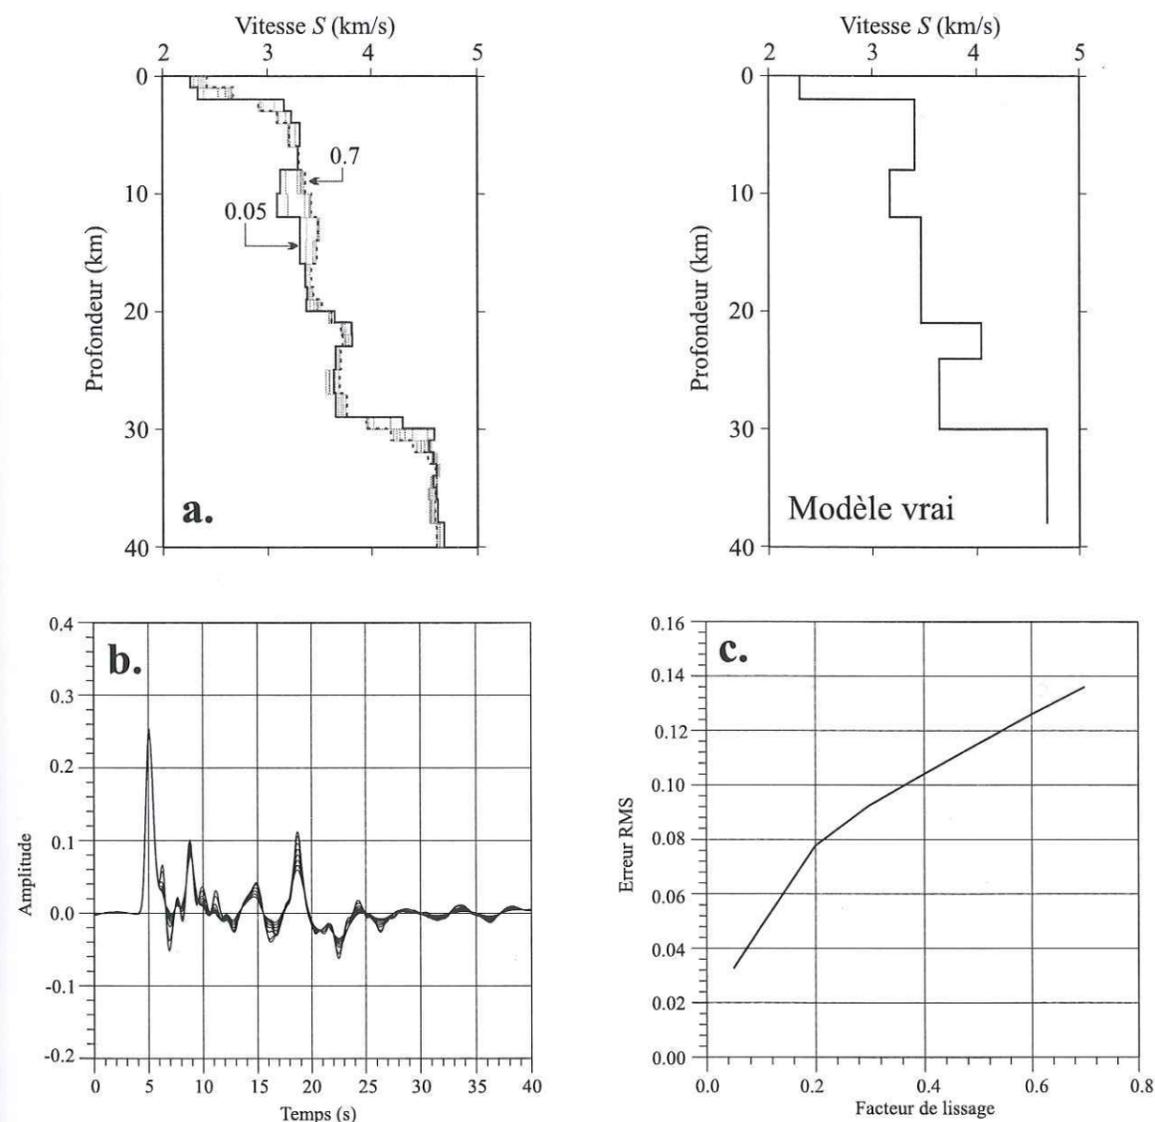 Vitesse S (km/s)
2 3 4 5
0
10
20
30
40
Profondeur (km)
0.7
0.05
a.
Vitesse S (km/s)
2 3 4 5
0
10
20
30
40
Profondeur (km)
Modèle vrai
0.4
0.3
0.2
0.1
0.0
-0.1
-0.2
Amplitude
b.
0 5 10 15 20 25 30 35 40
Temps (s)
0.16
0.14
0.12
0.10
0.08
0.06
0.04
0.02
0.00
Erreur RMS
c.
0.0 0.2 0.4 0.6 0.8
Facteur de lissage